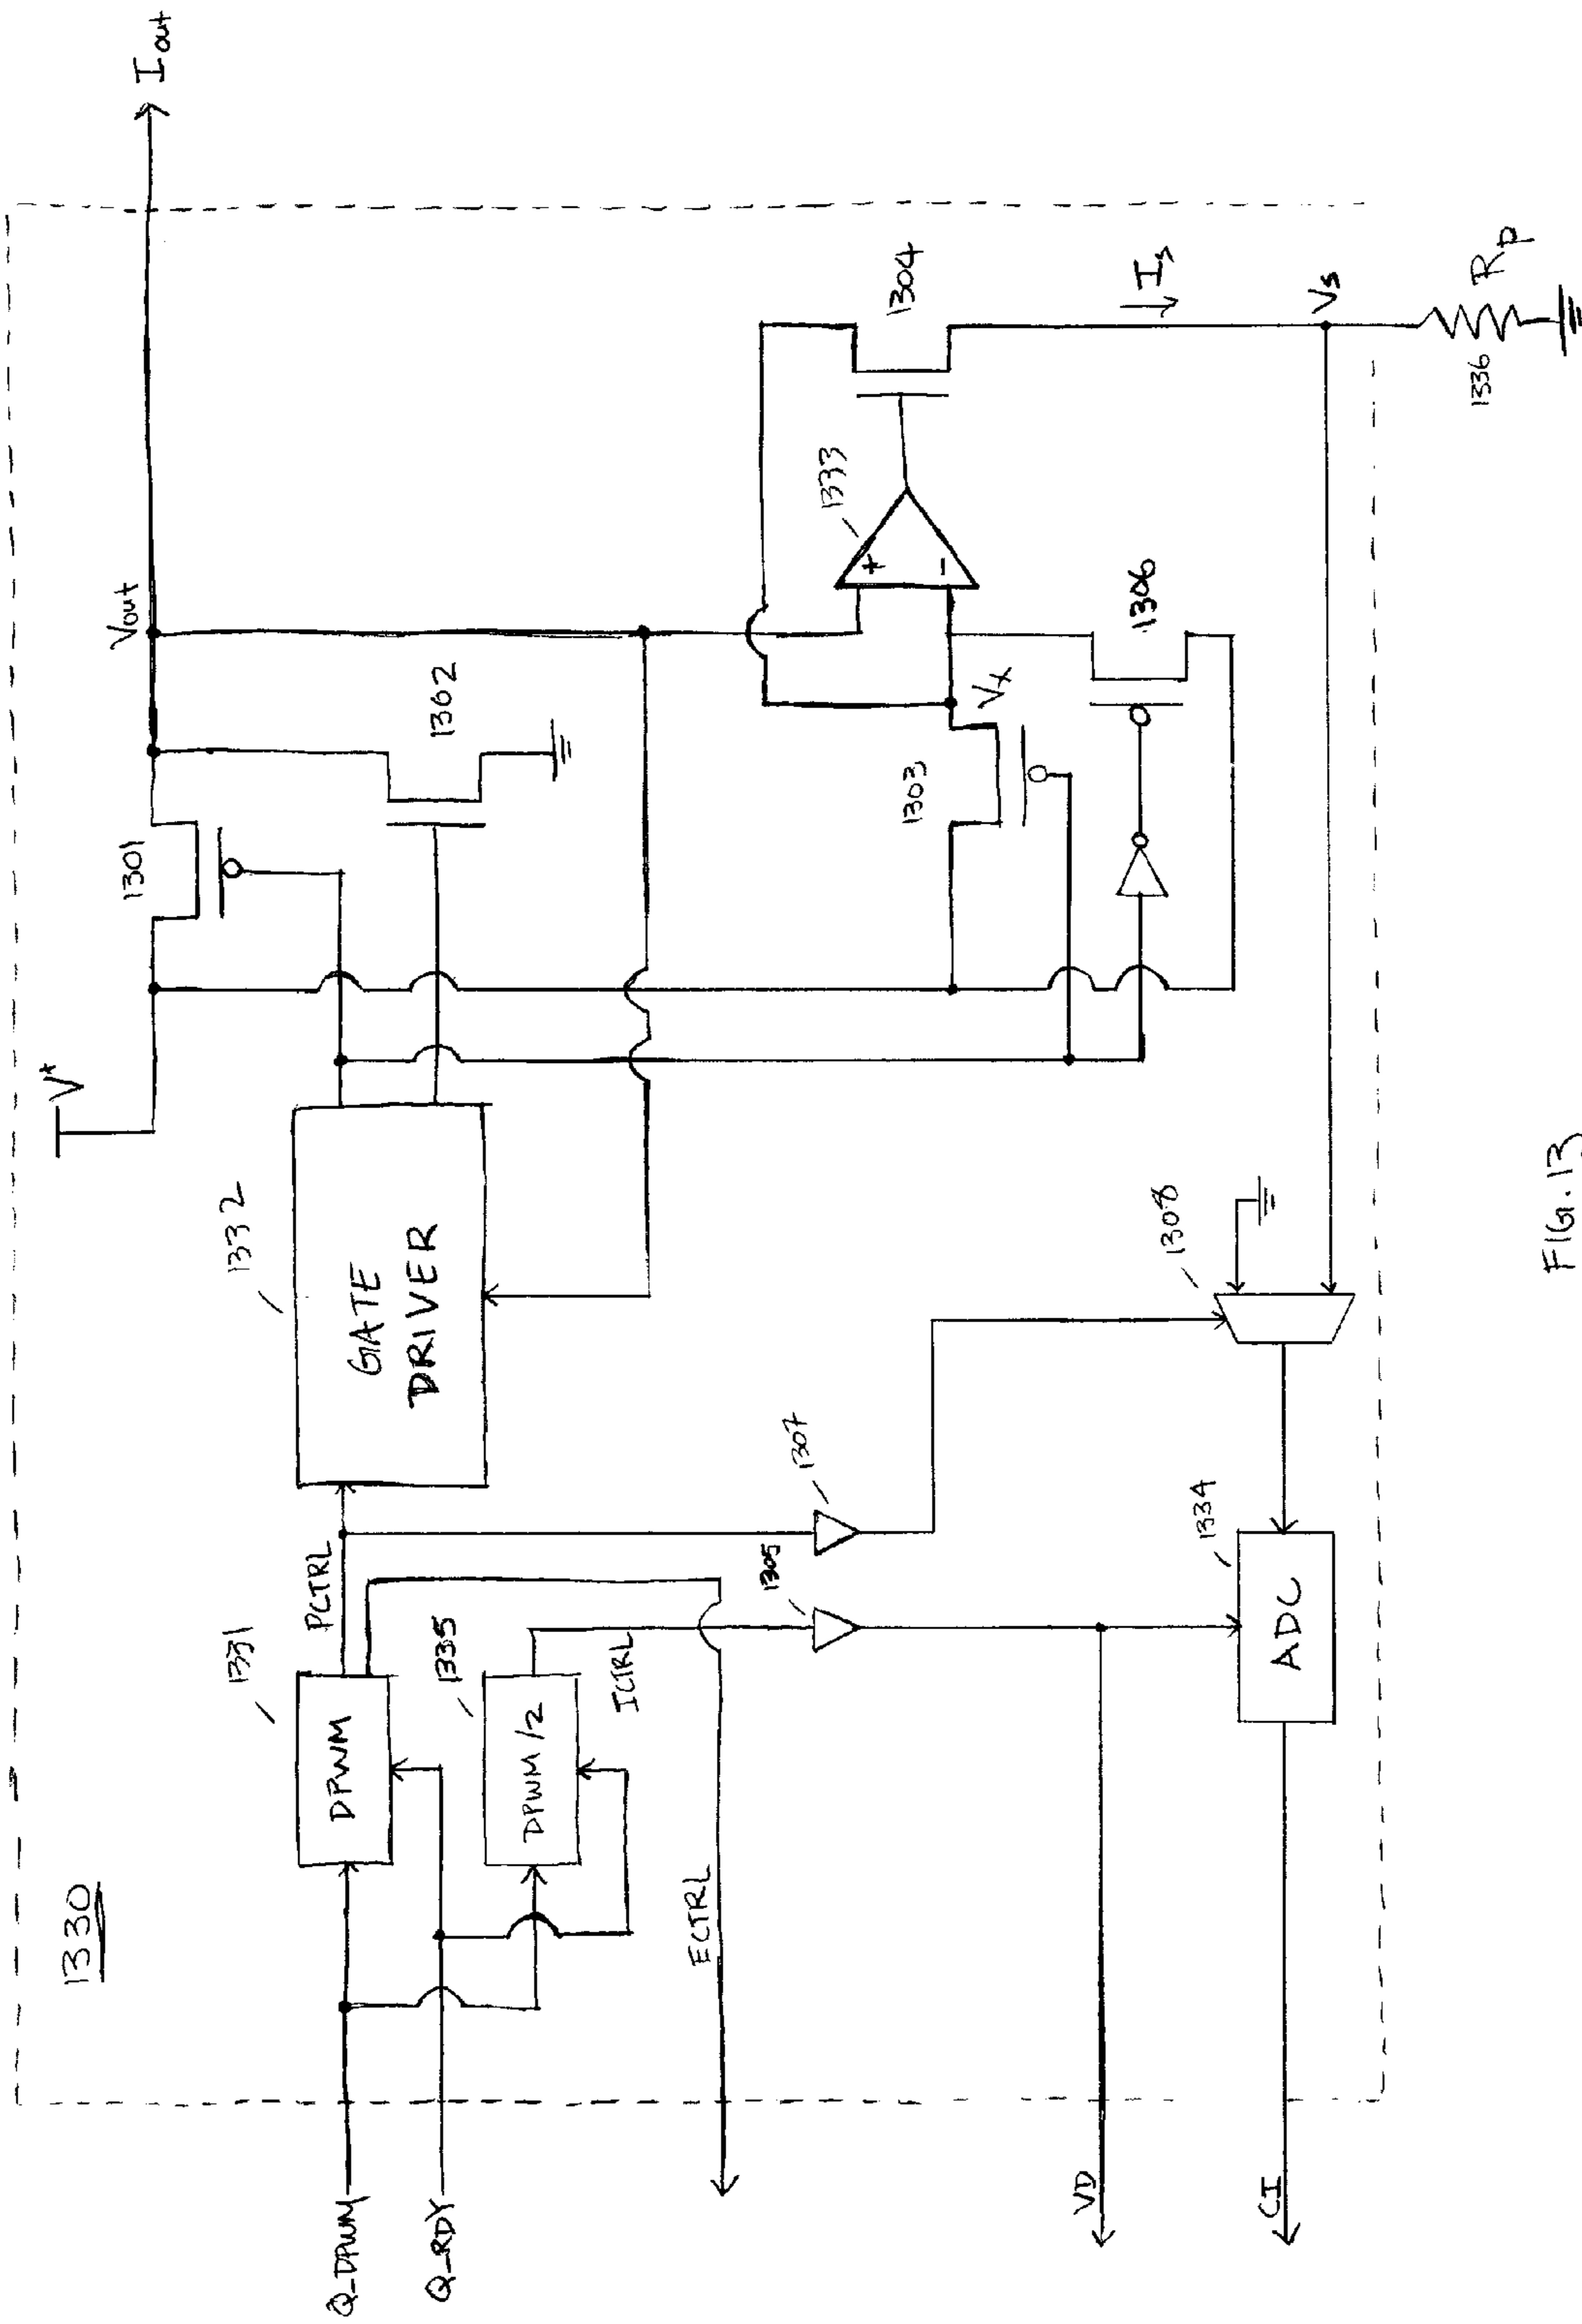 1330
V+
Vout
Iout
1301
1302
1332
GATE
DRIVER
PCTRL
1331
DPWM
1335
DPWM/2
ICTRL
ECTRL
1305
1307
Q_DPWM
Q_RDY
VD
CI
1334
ADC
1308
1303
Vx
1333
+
-
1304
1306
Is
Vs
1336
Rp
FIG. 13